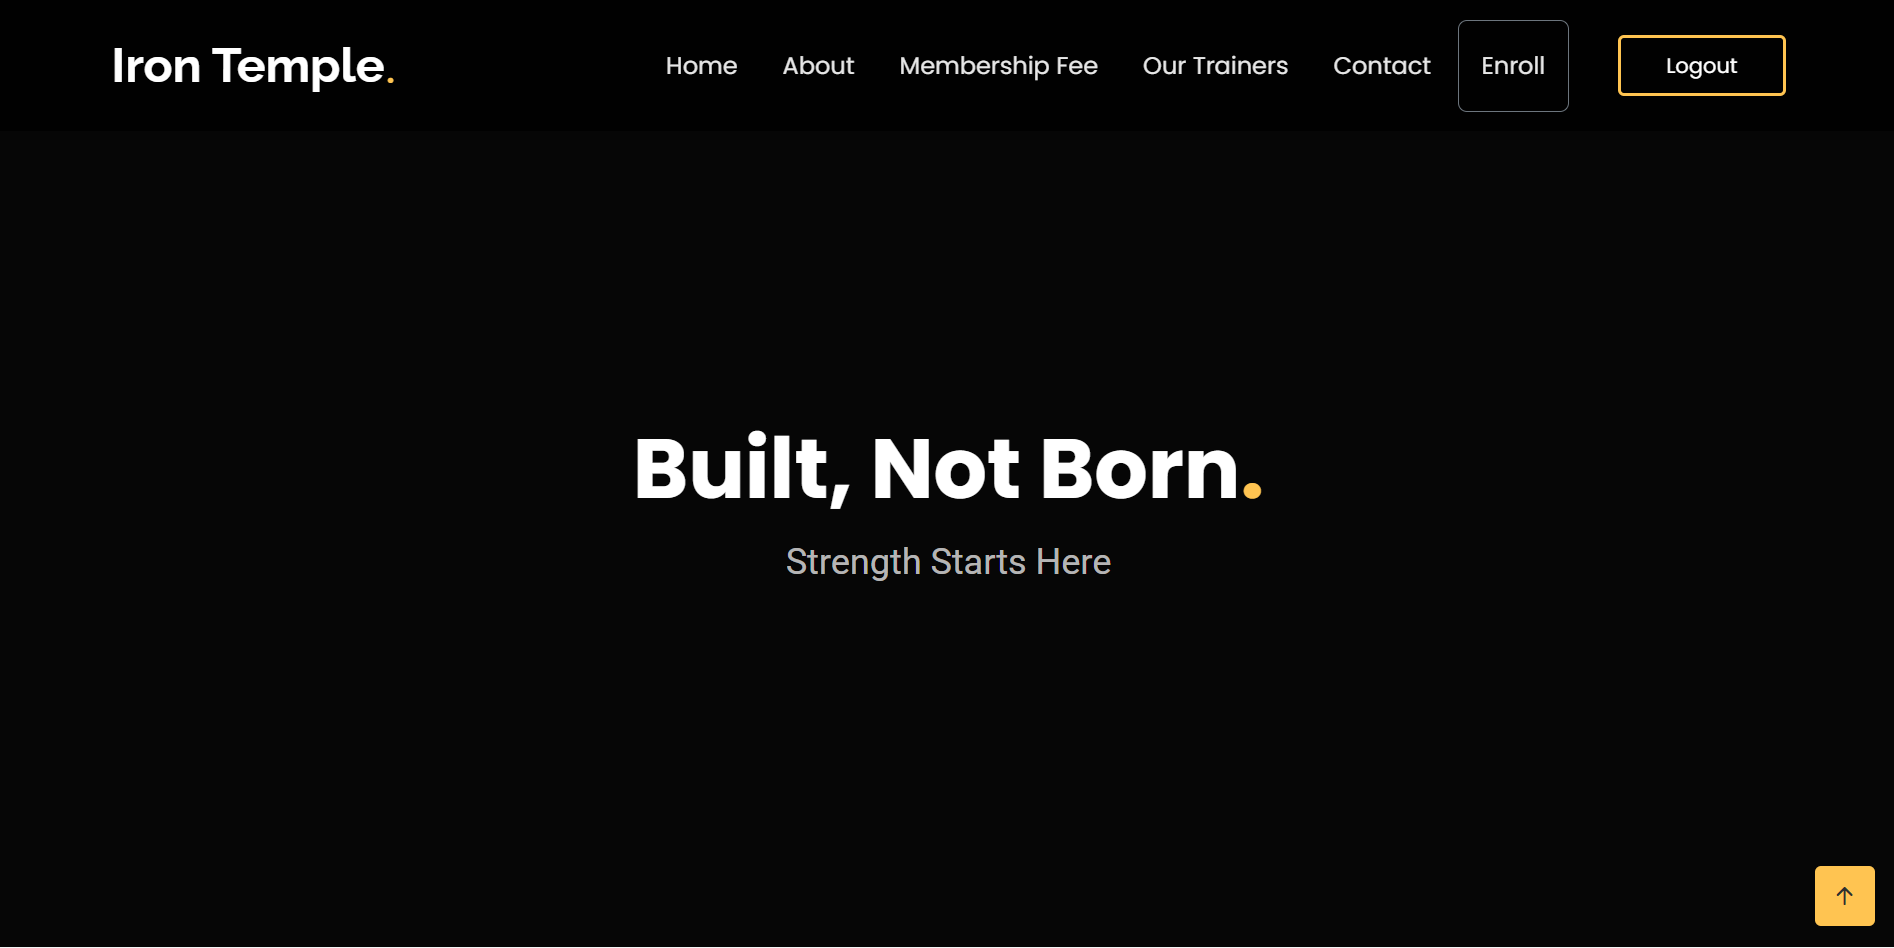 Iron Temple.
Home About Membership Fee Our Trainers Contact Enroll Logout
Built, Not Born.
Strength Starts Here